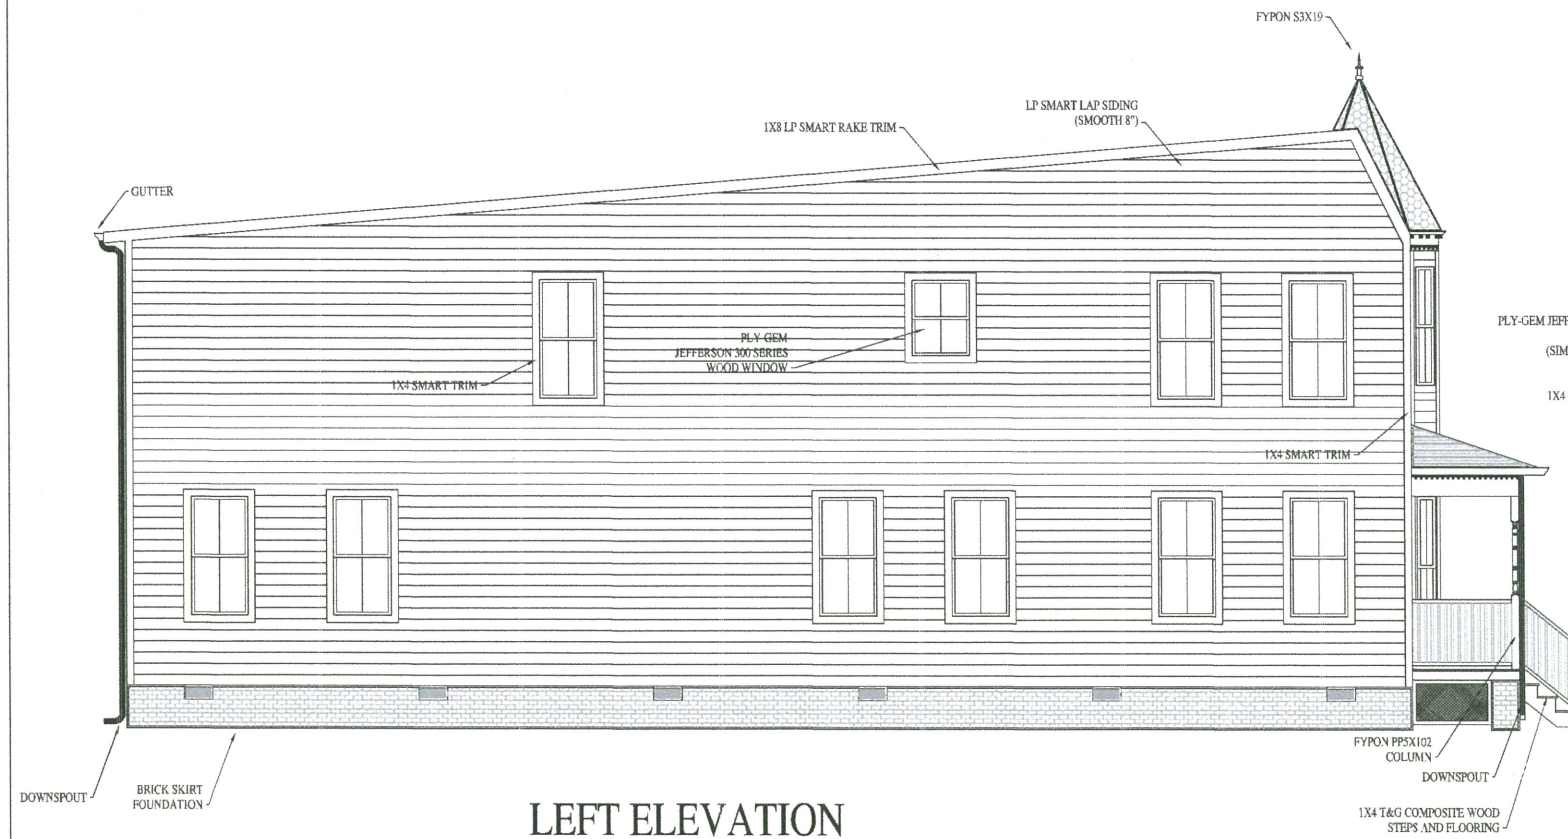 FYPON S3X19
LP SMART LAP SIDING
(SMOOTH 8")
1X8 LP SMART RAKE TRIM
GUTTER
PLY GEM
JEFFERSON 300 SERIES
WOOD WINDOW
1X4 SMART TRIM
PLY-GEM JEFF
(SIM
1X4
1X4 SMART TRIM
FYPON PP5X102
COLUMN
DOWNSPOUT
DOWNSPOUT
BRICK SKIRT
FOUNDATION
1X4 T&G COMPOSITE WOOD
STEPS AND FLOORING
LEFT ELEVATION